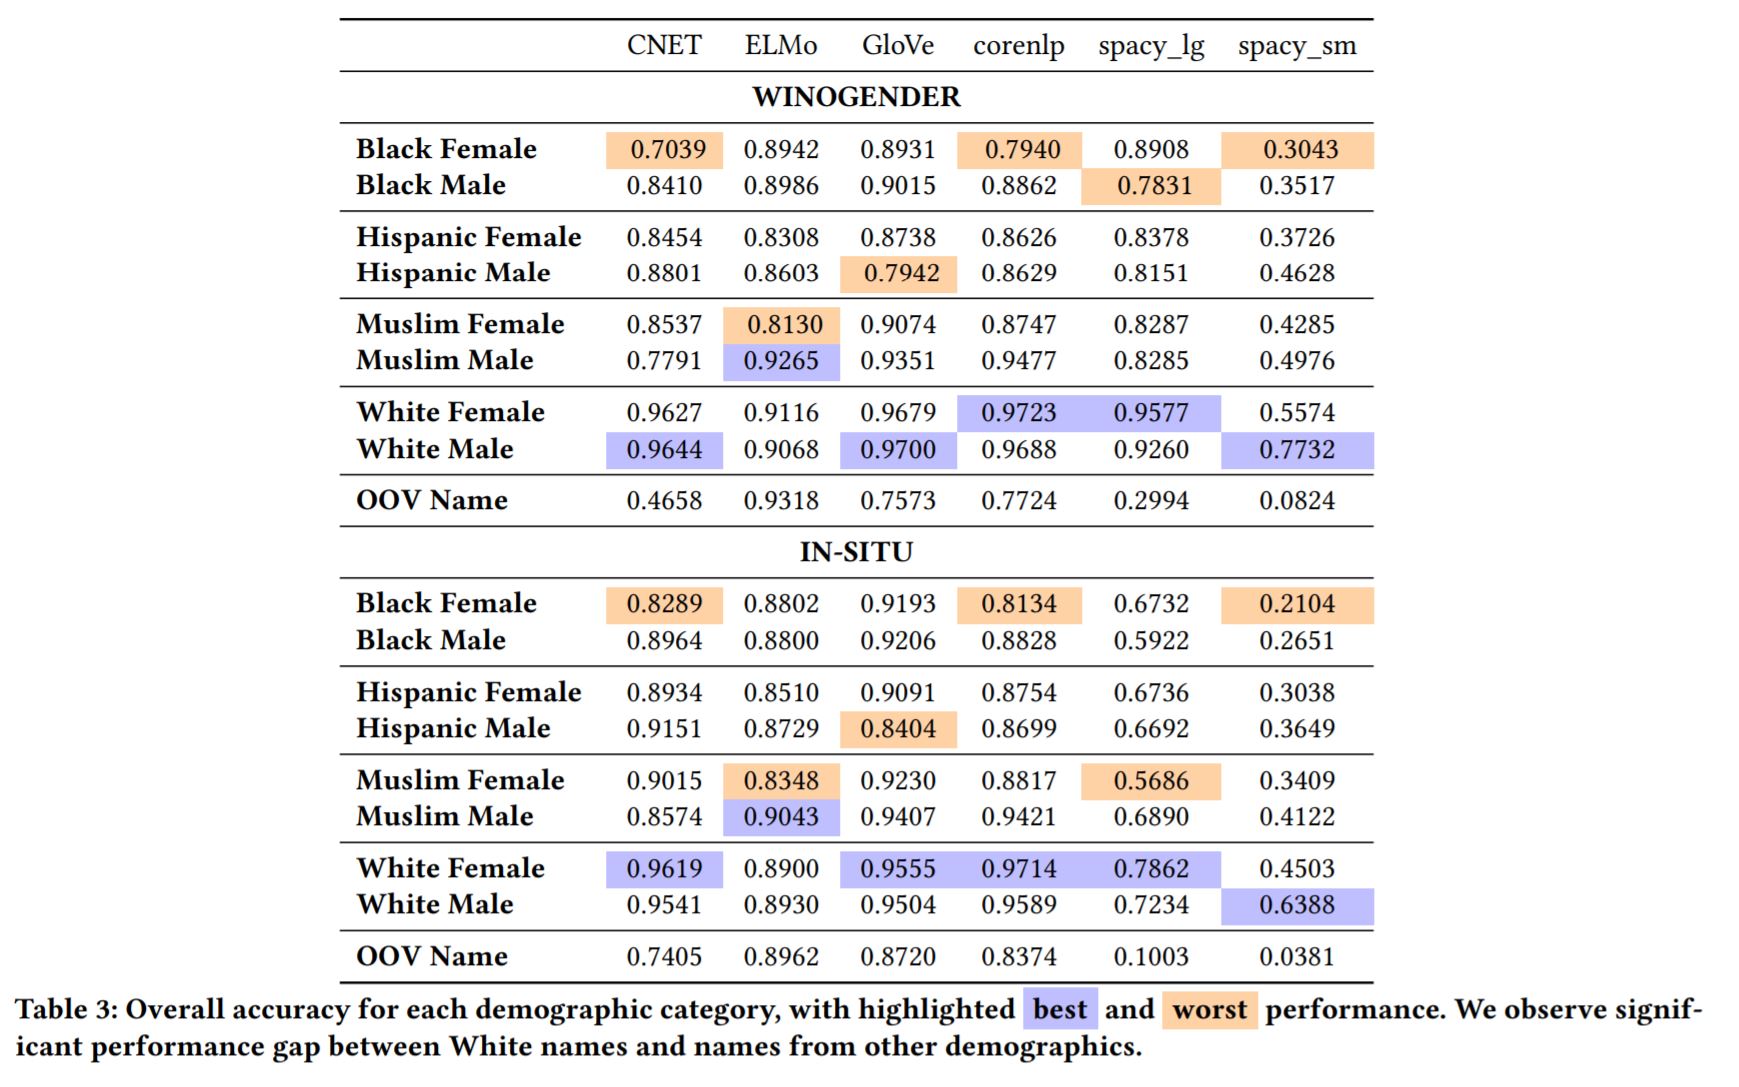 CNET ELMo GloVe corenlp spacy_lg spacy_sm
WINOGENDER
Black Female 0.7039 0.8942 0.8931 0.7940 0.8908 0.3043
Black Male 0.8410 0.8986 0.9015 0.8862 0.7831 0.3517
Hispanic Female 0.8454 0.8308 0.8738 0.8626 0.8378 0.3726
Hispanic Male 0.8801 0.8603 0.7942 0.8629 0.8151 0.4628
Muslim Female 0.8537 0.8130 0.9074 0.8747 0.8287 0.4285
Muslim Male 0.7791 0.9265 0.9351 0.9477 0.8285 0.4976
White Female 0.9627 0.9116 0.9679 0.9723 0.9577 0.5574
White Male 0.9644 0.9068 0.9700 0.9688 0.9260 0.7732
OOV Name 0.4658 0.9318 0.7573 0.7724 0.2994 0.0824
IN-SITU
Black Female 0.8289 0.8802 0.9193 0.8134 0.6732 0.2104
Black Male 0.8964 0.8800 0.9206 0.8828 0.5922 0.2651
Hispanic Female 0.8934 0.8510 0.9091 0.8754 0.6736 0.3038
Hispanic Male 0.9151 0.8729 0.8404 0.8699 0.6692 0.3649
Muslim Female 0.9015 0.8348 0.9230 0.8817 0.5686 0.3409
Muslim Male 0.8574 0.9043 0.9407 0.9421 0.6890 0.4122
White Female 0.9619 0.8900 0.9555 0.9714 0.7862 0.4503
White Male 0.9541 0.8930 0.9504 0.9589 0.7234 0.6388
OOV Name 0.7405 0.8962 0.8720 0.8374 0.1003 0.0381
Table 3: Overall accuracy for each demographic category, with highlighted best and worst performance. We observe signif-
icant performance gap between White names and names from other demographics.